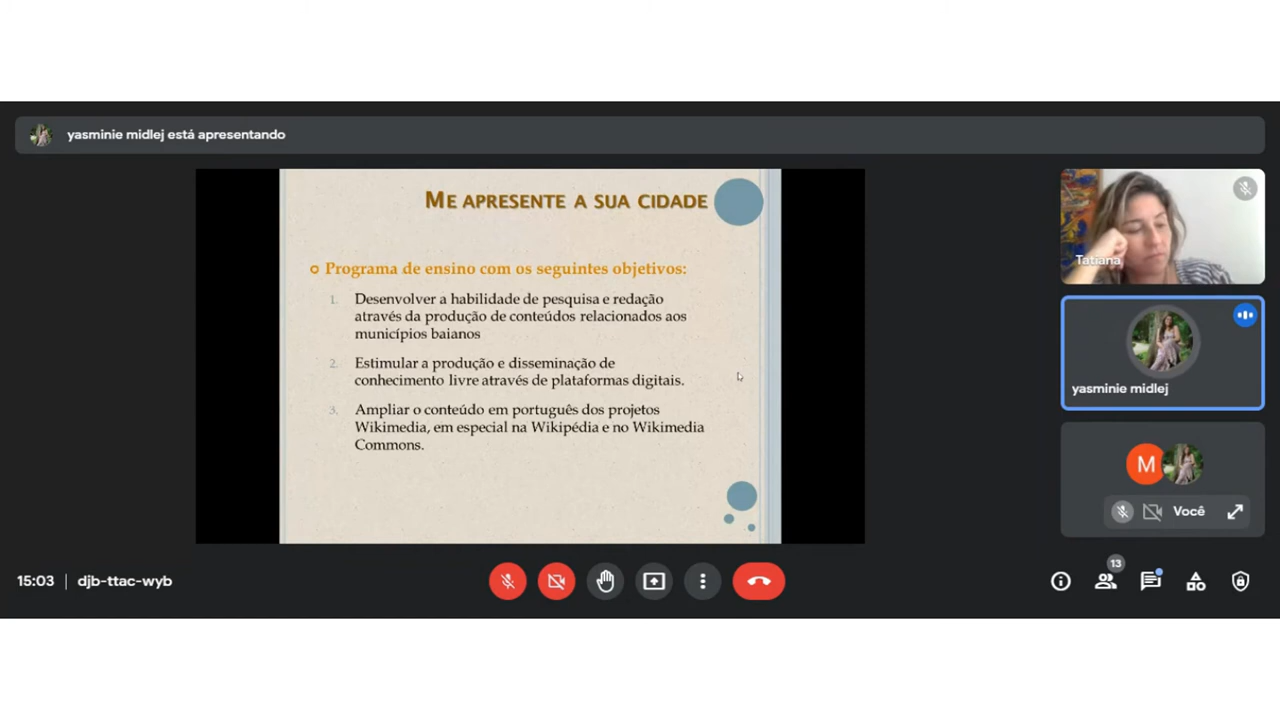 yasminie midlej está apresentando
ME APRESENTE A SUA CIDADE
Programa de ensino com os seguintes objetivos:
1. Desenvolver a habilidade de pesquisa e redação
através da produção de conteúdos relacionados aos
municípios baianos
2. Estimular a produção e disseminação de
conhecimento livre através de plataformas digitais.
3. Ampliar o conteúdo em português dos projetos
Wikimedia, em especial na Wikipédia e no Wikimedia
Commons.
Tatiana
yasminie midlej
M
Você
15:03 | djb-ttac-wyb
13